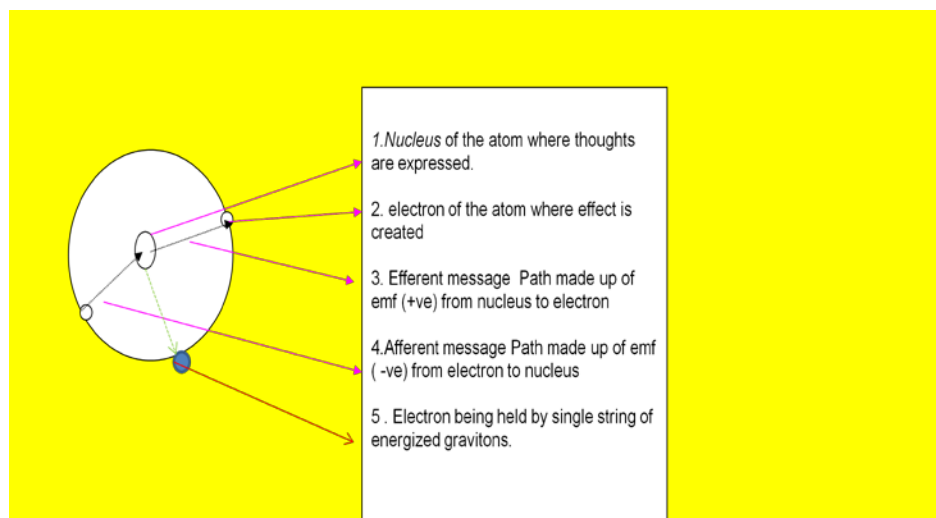 1.Nucleus of the atom where thoughts
are expressed.
2. electron of the atom where effect is
created
3. Efferent message Path made up of
emf (+ve) from nucleus to electron
4.Afferent message Path made up of emf
( -ve) from electron to nucleus
5 . Electron being held by single string of
energized gravitons.